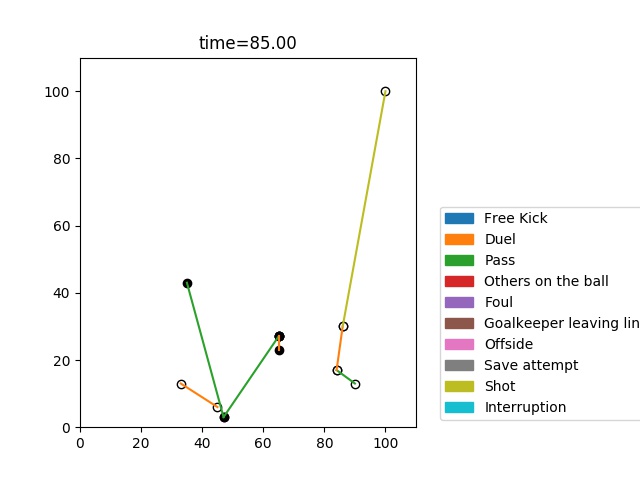 time=85.00
100
80
60
40
20
0
0 20 40 60 80 100
Free Kick
Duel
Pass
Others on the ball
Foul
Goalkeeper leaving lin
Offside
Save attempt
Shot
Interruption